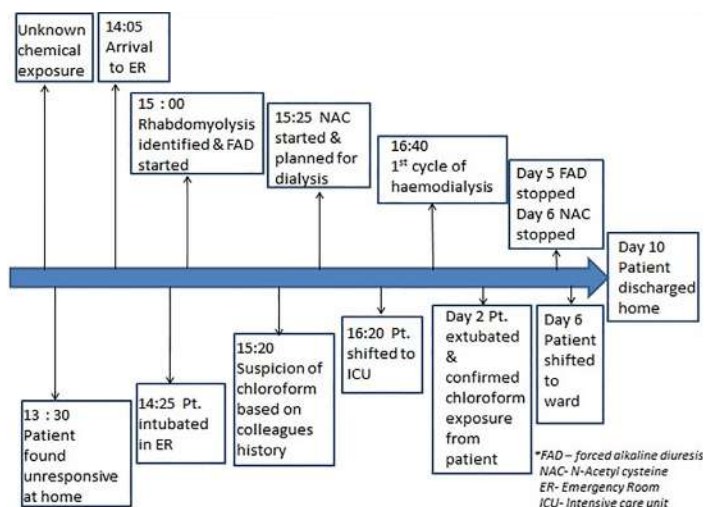 Unknown
chemical
exposure
14:05
Arrival
to ER
15 : 00
Rhabdomyolysis
identified & FAD
started
15:25 NAC
started &
planned for
dialysis
16:40
1st cycle of
haemodialysis
Day 5 FAD
stopped
Day 6 NAC
stopped
Day 10
Patient
discharged
home
13 : 30
Patient
found
unresponsive
at home
14:25 Pt.
intubated
in ER
15:20
Suspicion of
chloroform
based on
colleagues
history
16:20 Pt.
shifted to
ICU
Day 2 Pt.
extubated &
confirmed
chloroform
exposure
from
patient
Day 6
Patient
shifted
to
ward
*FAD – forced alkaline diuresis
NAC- N-Acetyl cysteine
ER- Emergency Room
ICU- Intensive care unit